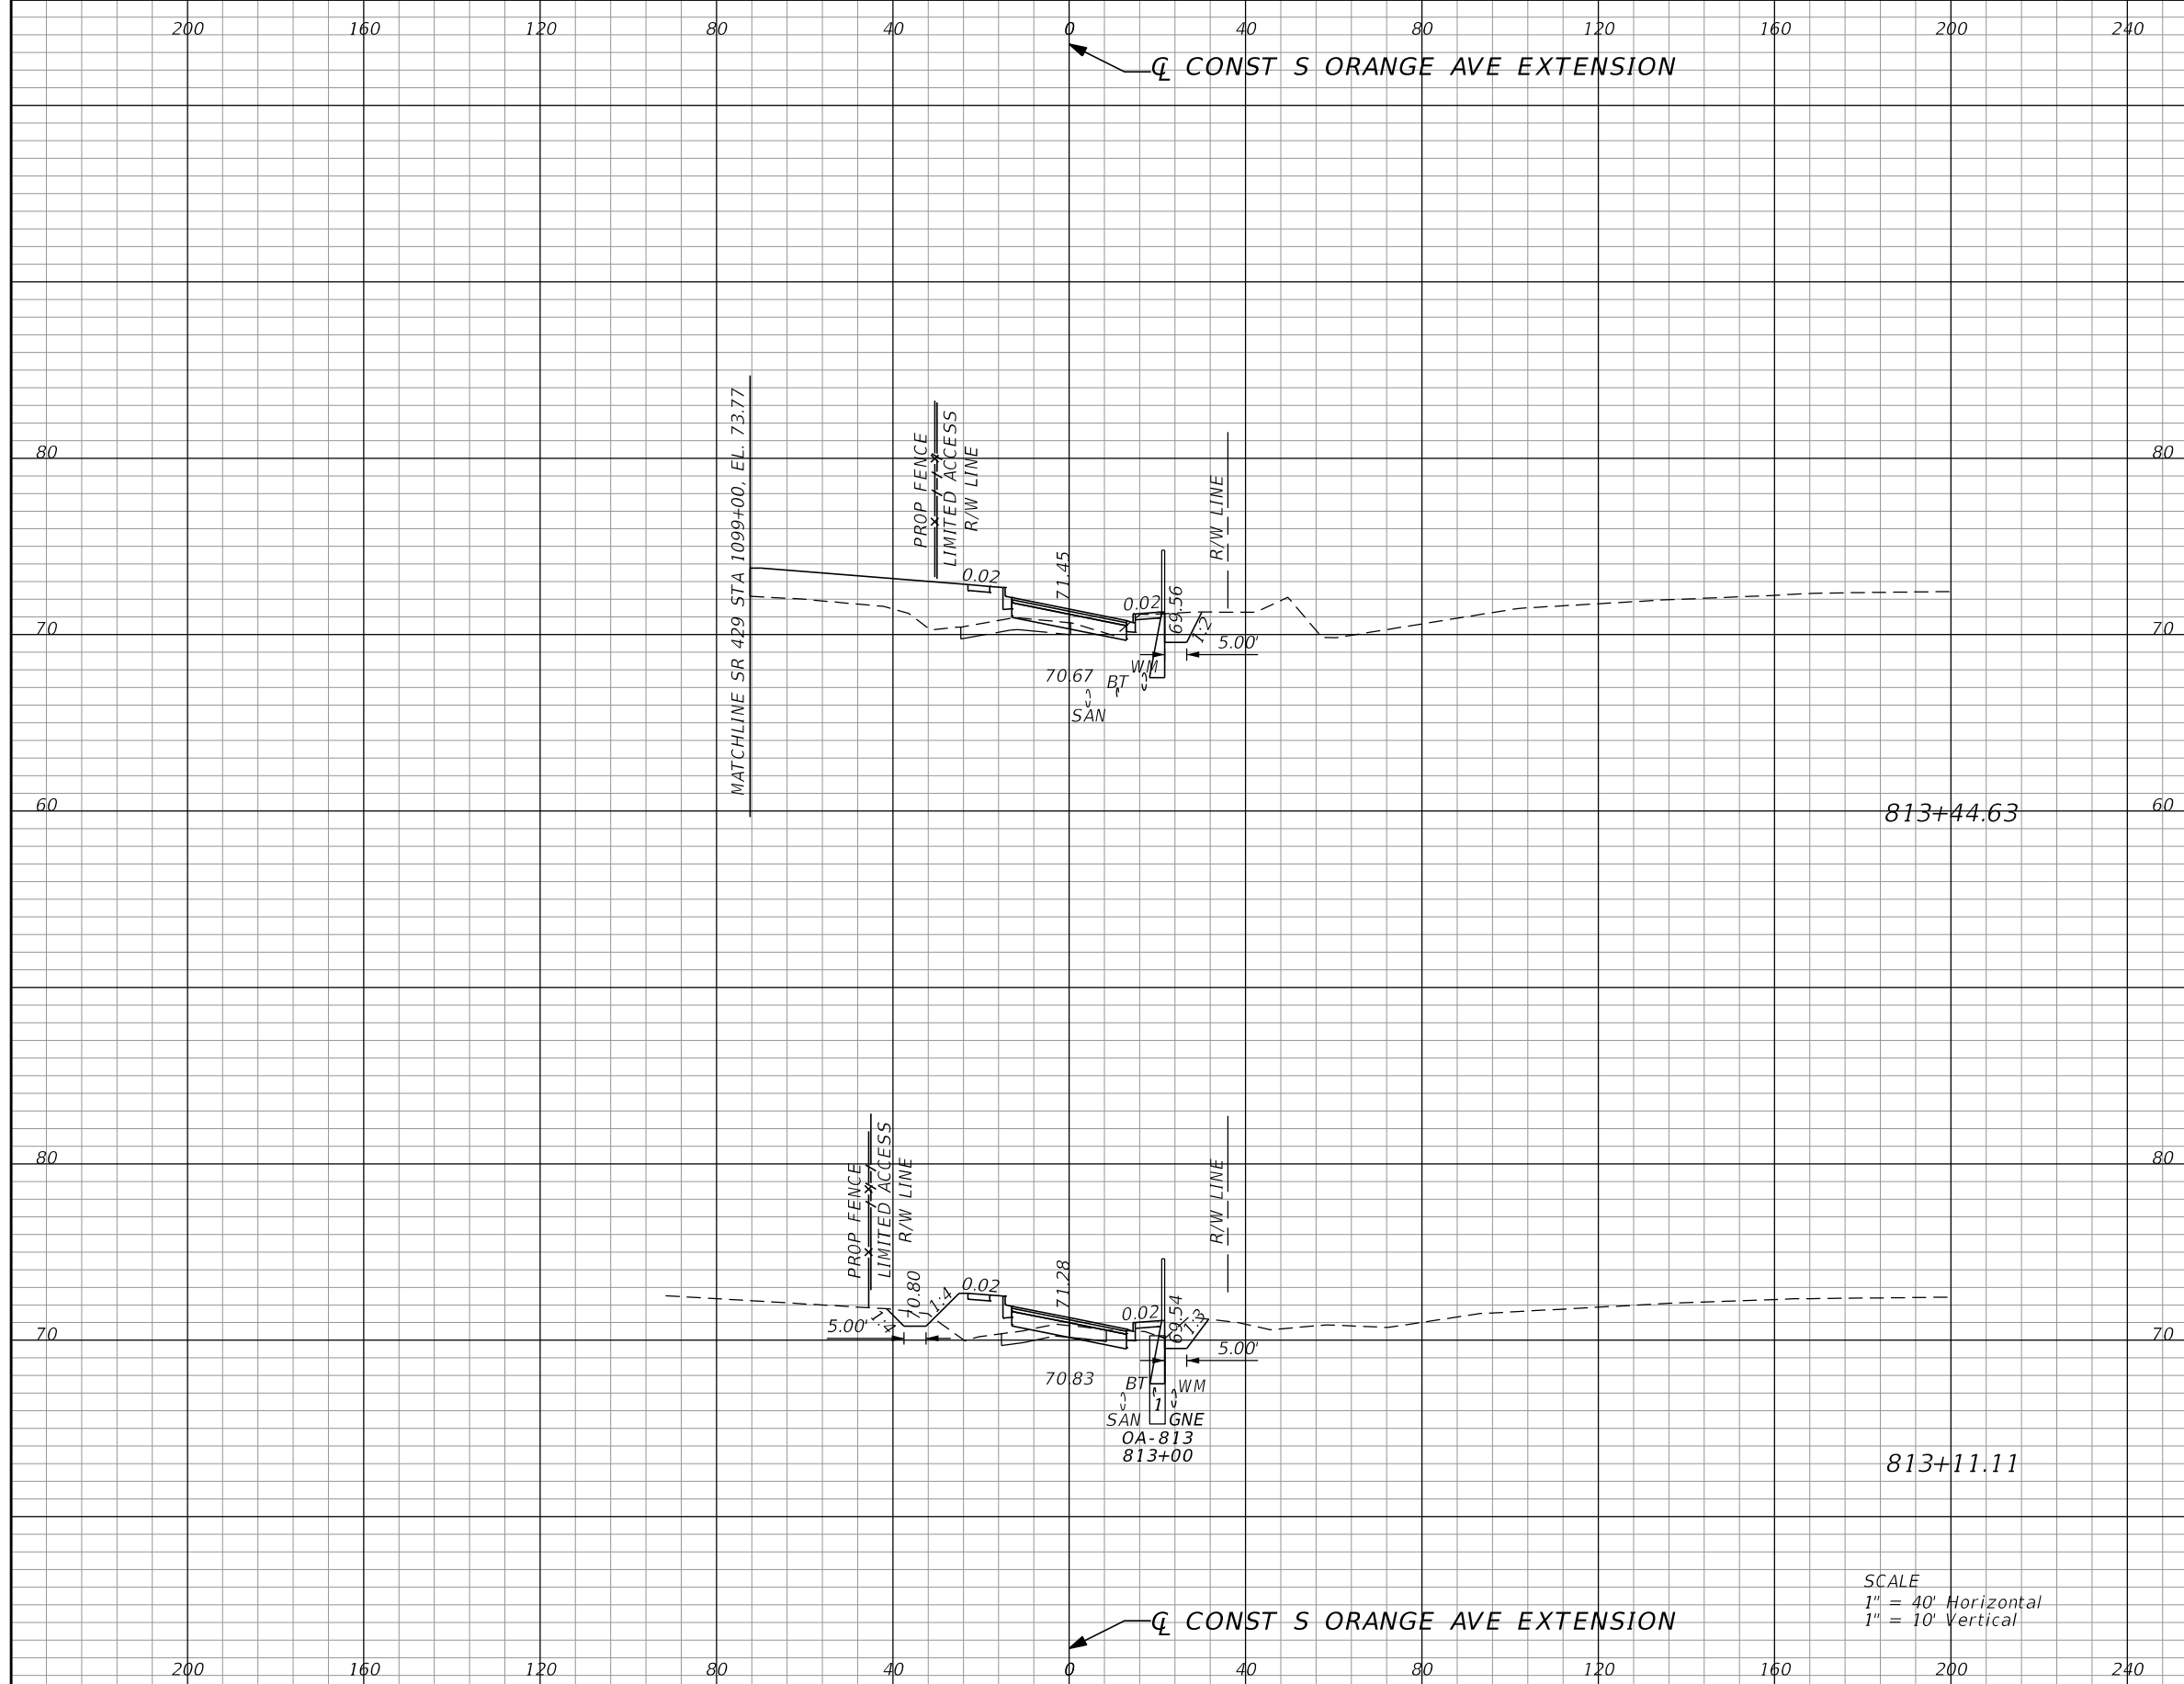 200 160 120 80 40 0 40 80 120 160 200 240
℄ CONST S ORANGE AVE EXTENSION
MATCHLINE SR 429 STA 1099+00, EL. 73.77
PROP FENCE
LIMITED ACCESS
R/W LINE
R/W LINE
80 80
0.02
71.45
0.02
69.56
1:2
70 70
5.00'
70.67
WM
BT
SAN
60 60
813+44.63
PROP FENCE
LIMITED ACCESS
R/W LINE
R/W LINE
80 80
1:4
70.80
1:4
0.02
71.28
0.02
69.54
1:3
70 70
5.00'
5.00'
70.83
BT
WM
1
SAN
GNE
OA-813
813+00
813+11.11
SCALE
1" = 40' Horizontal
1" = 10' Vertical
℄ CONST S ORANGE AVE EXTENSION
200 160 120 80 40 0 40 80 120 160 200 240